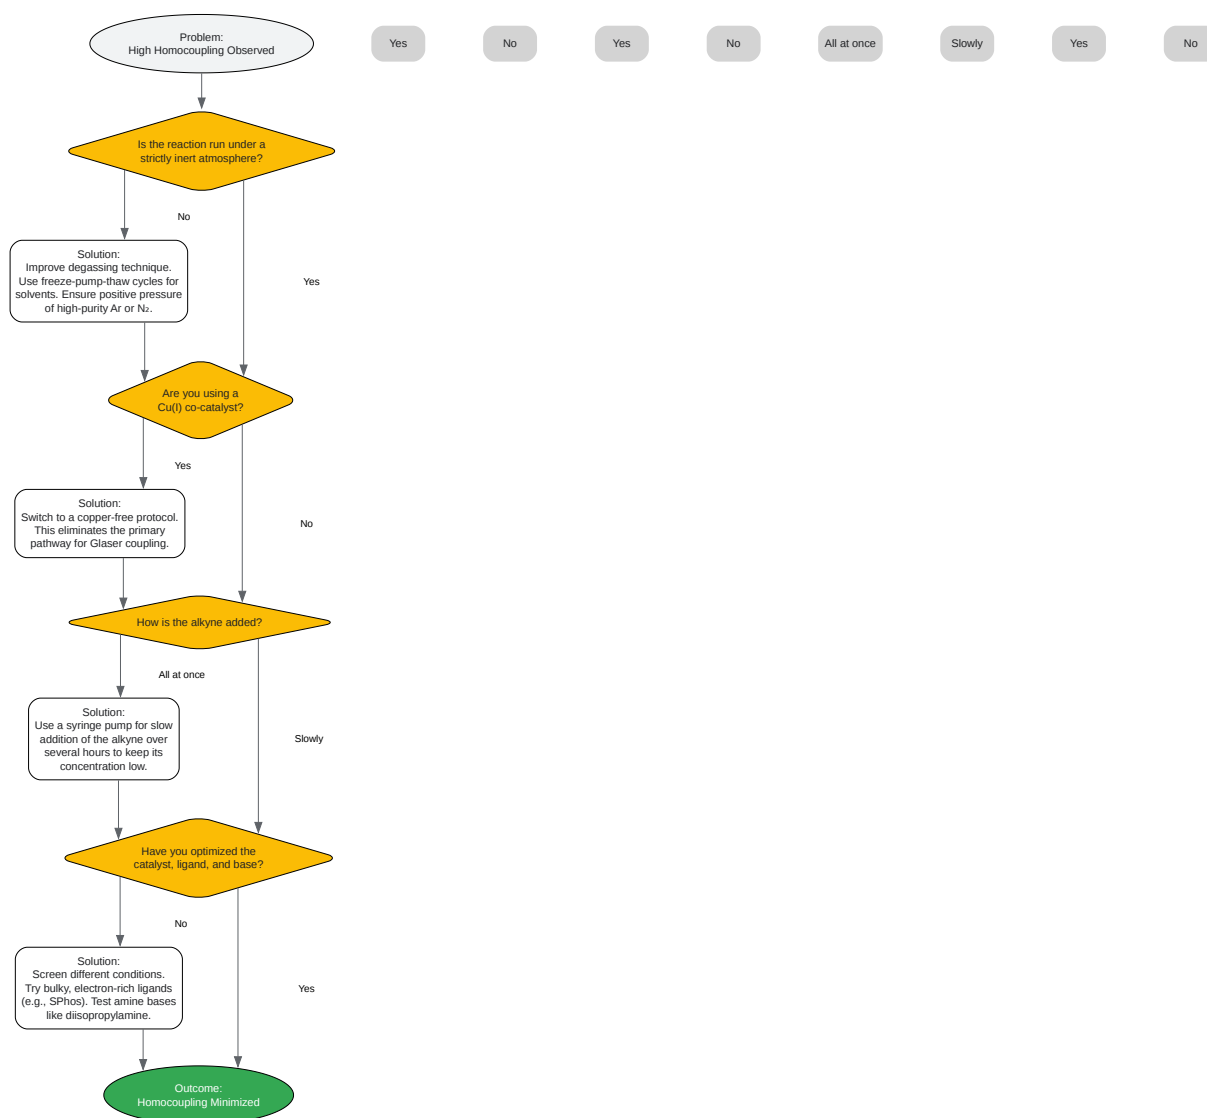 Problem:
High Homocoupling Observed
Yes
No
Yes
No
All at once
Slowly
Yes
No
Is the reaction run under a
strictly inert atmosphere?
No
Solution:
Improve degassing technique.
Use freeze-pump-thaw cycles for
solvents. Ensure positive pressure
of high-purity Ar or N₂.
Yes
Are you using a
Cu(I) co-catalyst?
Yes
Solution:
Switch to a copper-free protocol.
This eliminates the primary
pathway for Glaser coupling.
No
How is the alkyne added?
All at once
Solution:
Use a syringe pump for slow
addition of the alkyne over
several hours to keep its
concentration low.
Slowly
Have you optimized the
catalyst, ligand, and base?
No
Solution:
Screen different conditions.
Try bulky, electron-rich ligands
(e.g., SPhos). Test amine bases
like diisopropylamine.
Yes
Outcome:
Homocoupling Minimized